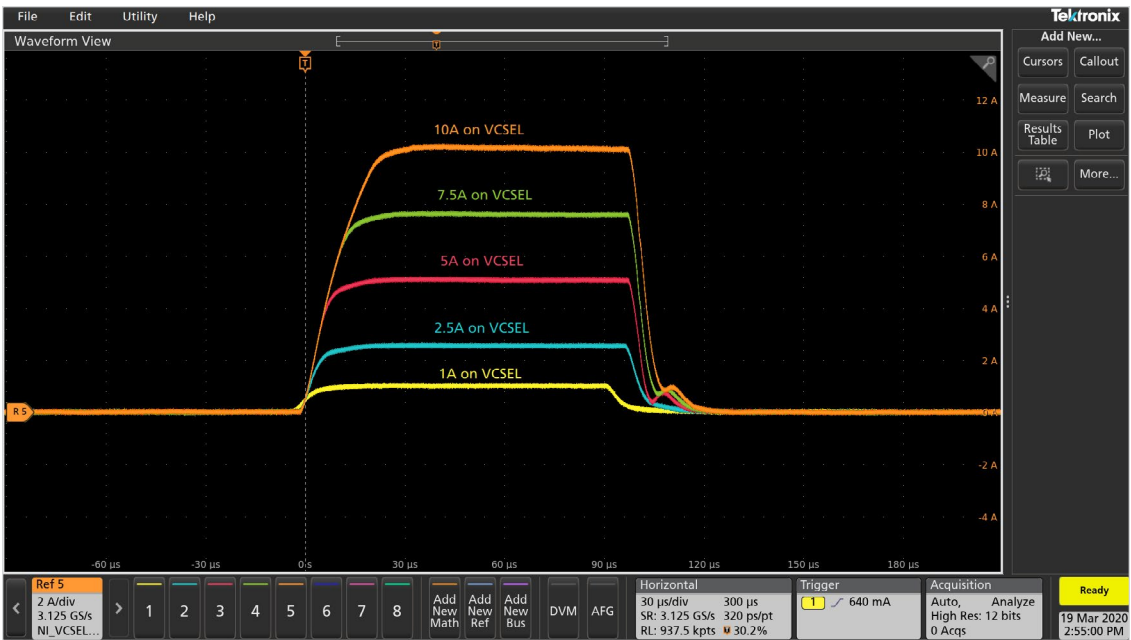 File Edit Utility Help
Tektronix
Waveform View
Add New...
Cursors Callout
Measure Search
Results Table Plot
More...
T
T
12 A
10 A
8 A
6 A
4 A
2 A
-2 A
-4 A
10A on VCSEL
7.5A on VCSEL
5A on VCSEL
2.5A on VCSEL
1A on VCSEL
R 5
-60 µs -30 µs 0 s 30 µs 60 µs 90 µs 120 µs 150 µs 180 µs
Ref 5
2 A/div
3.125 GS/s
NI_VCSEL...
1 2 3 4 5 6 7 8
Add New Math
Add New Ref
Add New Bus
DVM AFG
Horizontal
30 µs/div 300 µs
SR: 3.125 GS/s 320 ps/pt
RL: 937.5 kpts 30.2%
Trigger
1 640 mA
Acquisition
Auto, Analyze
High Res: 12 bits
0 Acqs
Ready
19 Mar 2020
2:55:00 PM